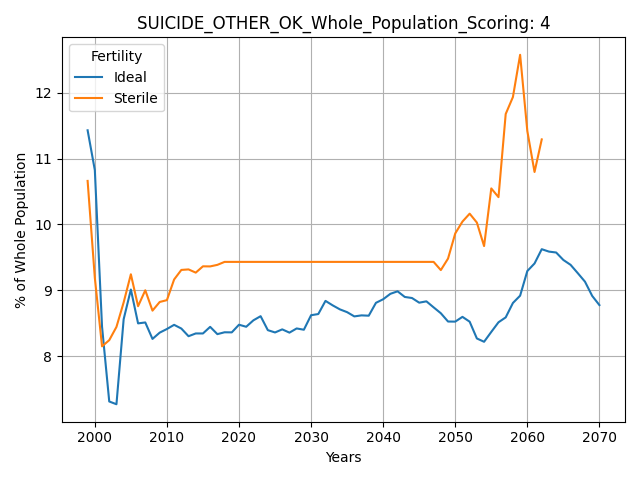 SUICIDE_OTHER_OK_Whole_Population_Scoring: 4
Fertility
Ideal
Sterile
% of Whole Population
12
11
10
9
8
2000 2010 2020 2030 2040 2050 2060 2070
Years